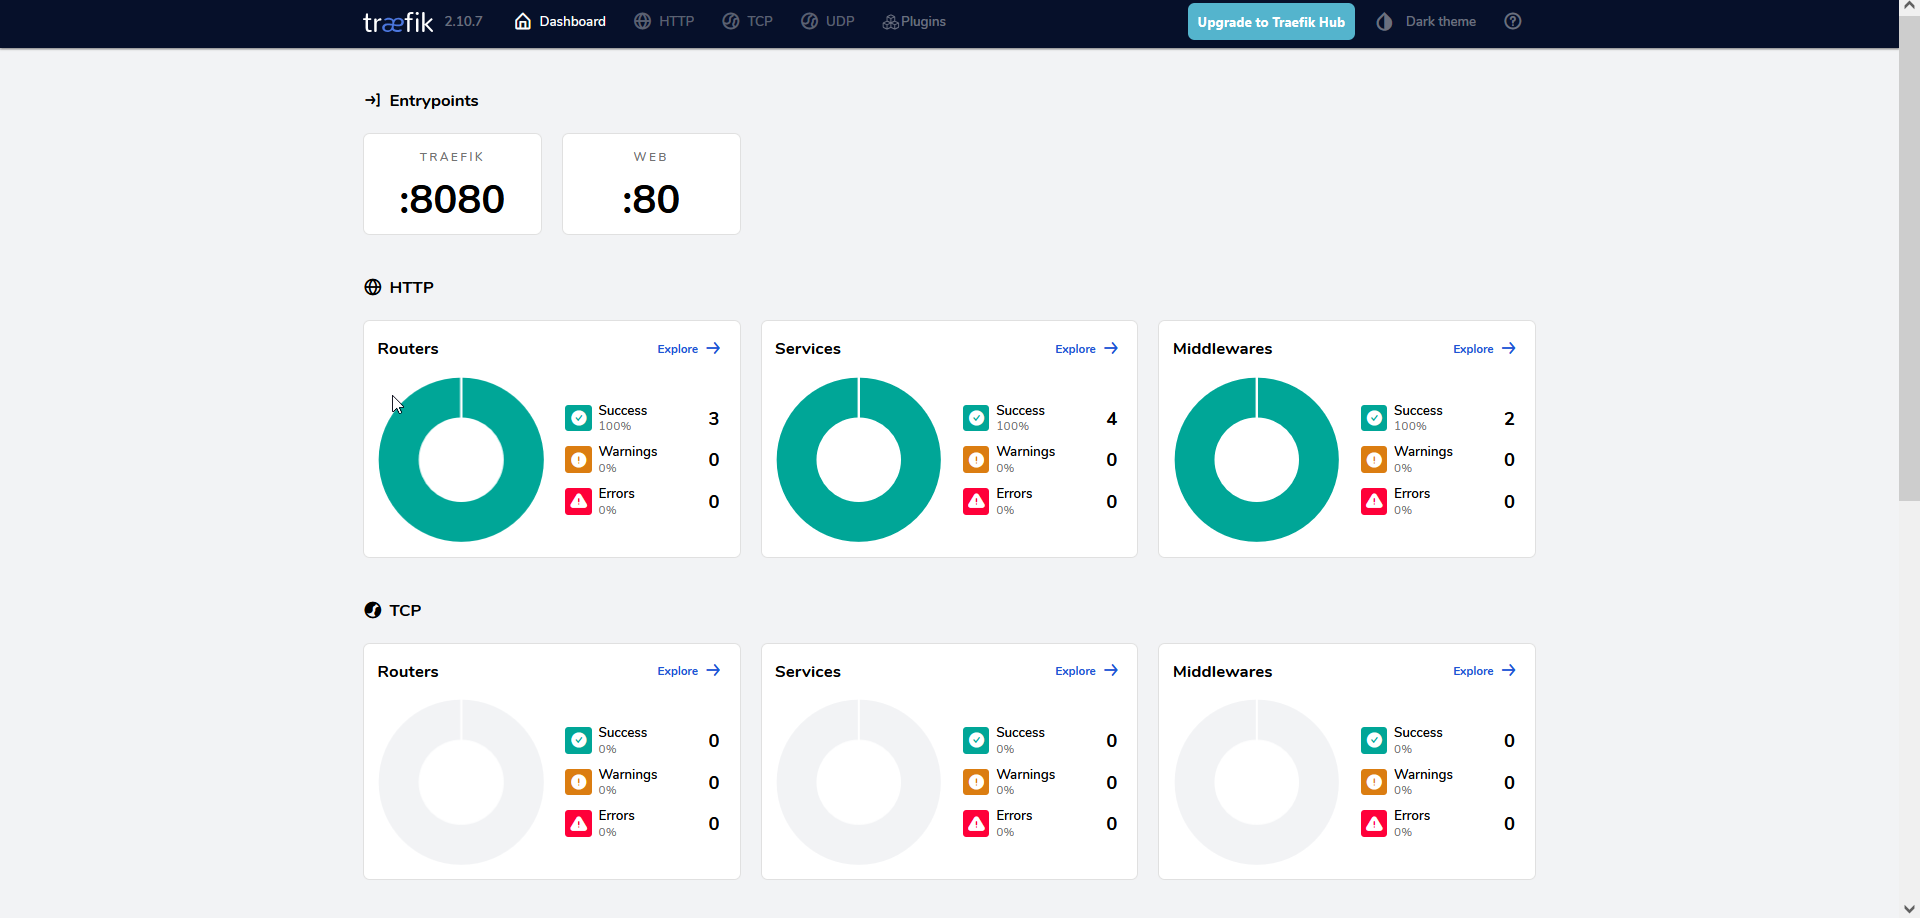 træfik 2.10.7 Dashboard HTTP TCP UDP Plugins Upgrade to Traefik Hub Dark theme
Entrypoints
TRAEFIK
:8080
WEB
:80
HTTP
Routers Explore
Success 3
100%
Warnings 0
0%
Errors 0
0%
Services Explore
Success 4
100%
Warnings 0
0%
Errors 0
0%
Middlewares Explore
Success 2
100%
Warnings 0
0%
Errors 0
0%
TCP
Routers Explore
Success 0
0%
Warnings 0
0%
Errors 0
0%
Services Explore
Success 0
0%
Warnings 0
0%
Errors 0
0%
Middlewares Explore
Success 0
0%
Warnings 0
0%
Errors 0
0%